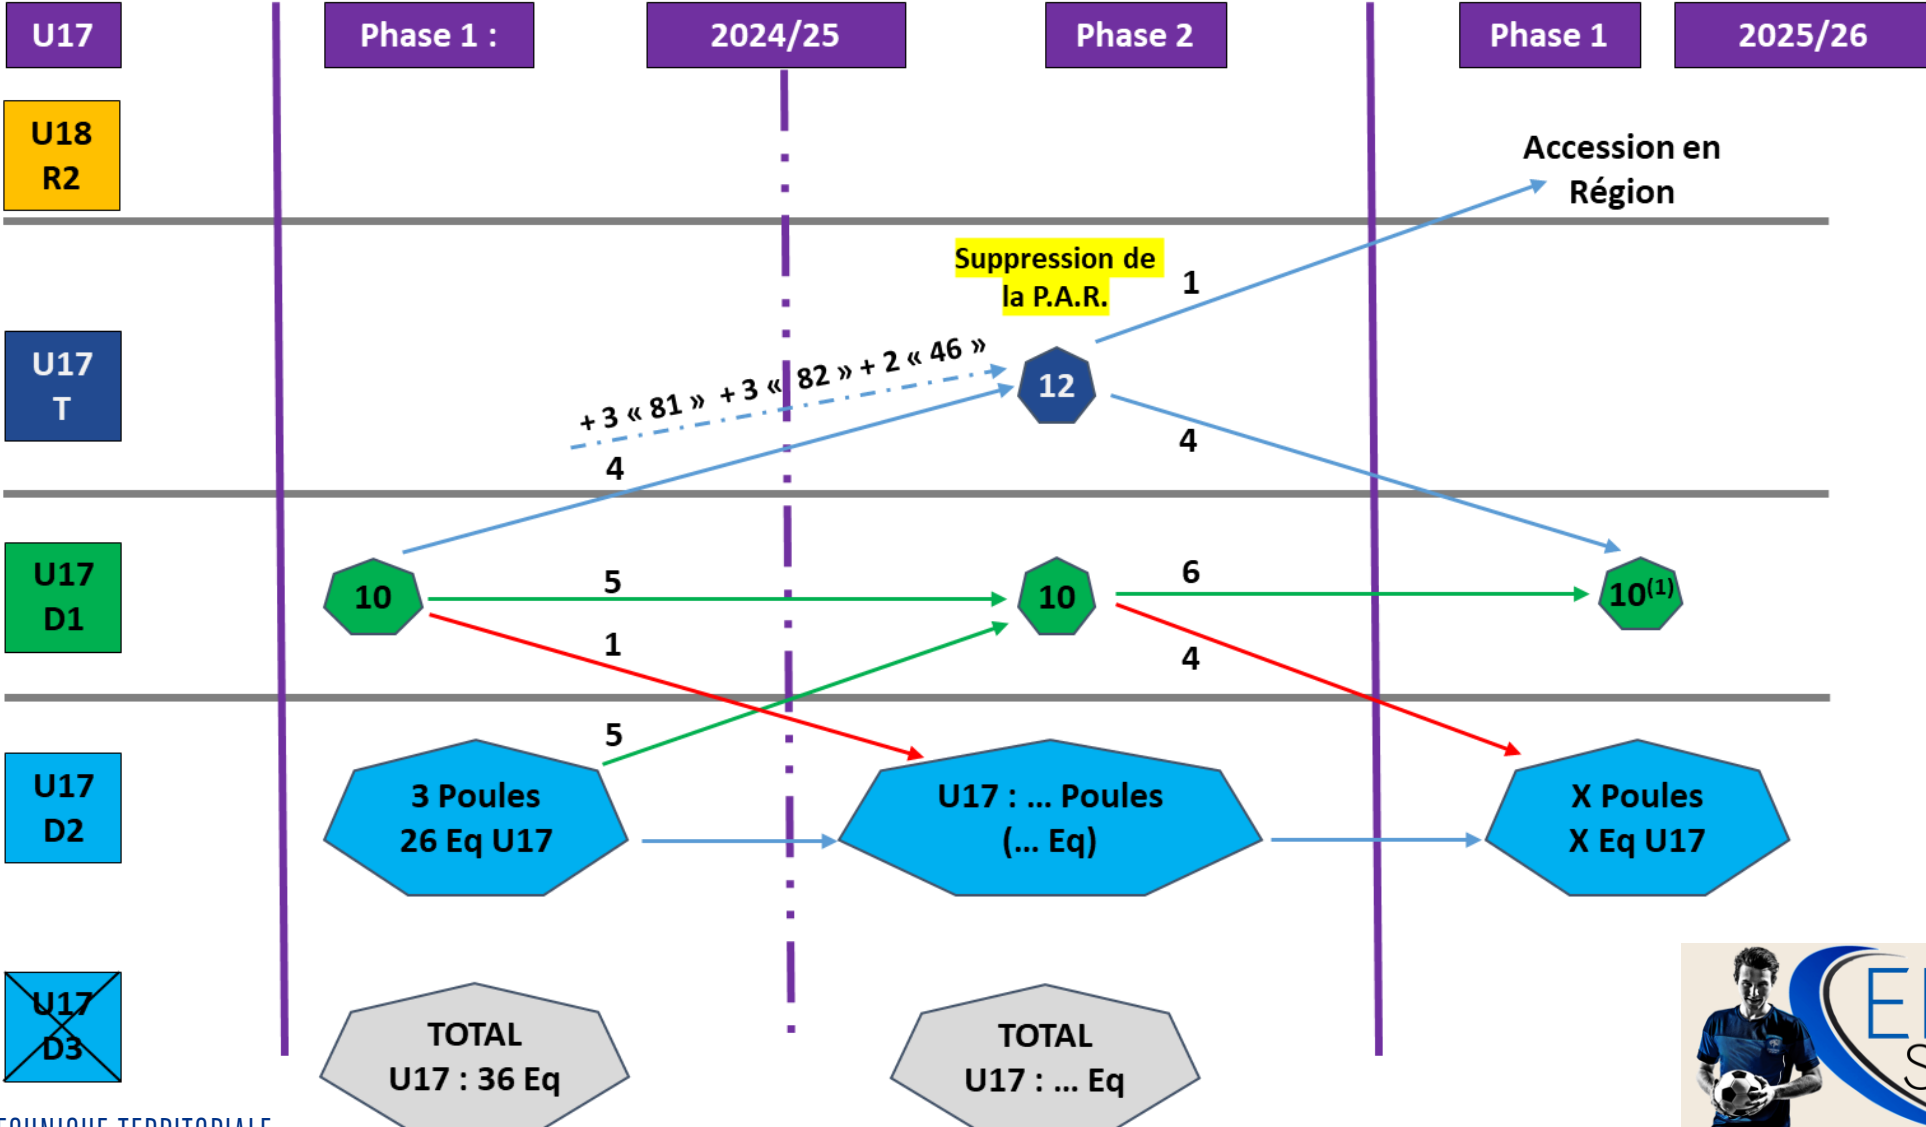 U17
Phase 1 :
2024/25
Phase 2
Phase 1
2025/26
U18
R2
Accession en
Région
Suppression de
la P.A.R.
1
+ 3 « 81 » + 3 « 82 » + 2 « 46 »
U17
T
12
4
4
U17
D1
10
5
10
6
10(1)
1
4
5
U17
D2
3 Poules
26 Eq U17
U17 : ... Poules
(... Eq)
X Poules
X Eq U17
U17
D3
TOTAL
U17 : 36 Eq
TOTAL
U17 : ... Eq
TERRITORIALE